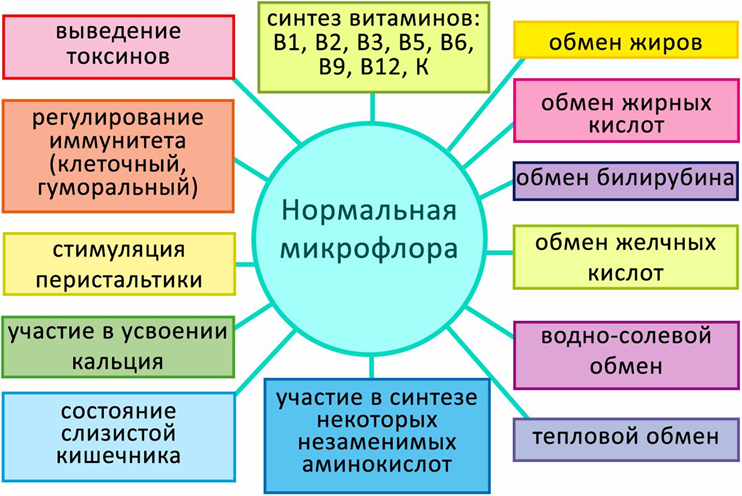 синтез витаминов:
B1, B2, B3, B5, B6,
B9, B12, К
выведение
токсинов
регулирование
иммунитета
(клеточный,
гуморальный)
стимуляция
перистальтики
участие в усвоении
кальция
состояние
слизистой
кишечника
Нормальная
микрофлора
участие в синтезе
некоторых
незаменимых
аминокислот
обмен жиров
обмен жирных
кислот
обмен билирубина
обмен желчных
кислот
водно-солевой
обмен
тепловой обмен